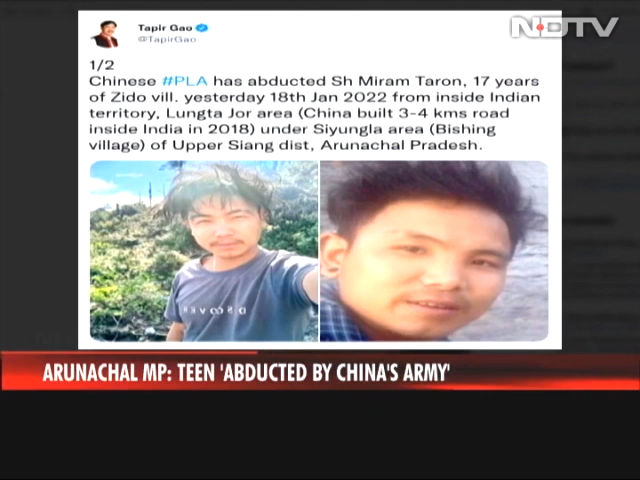 NDTV
Tapir Gao
@TapirGao
1/2
Chinese #PLA has abducted Sh Miram Taron, 17 years
of Zido vill. yesterday 18th Jan 2022 from inside Indian
territory, Lungta Jor area (China built 3-4 kms road
inside India in 2018) under Siyungla area (Bishing
village) of Upper Siang dist, Arunachal Pradesh.
ARUNACHAL MP: TEEN 'ABDUCTED BY CHINA'S ARMY'